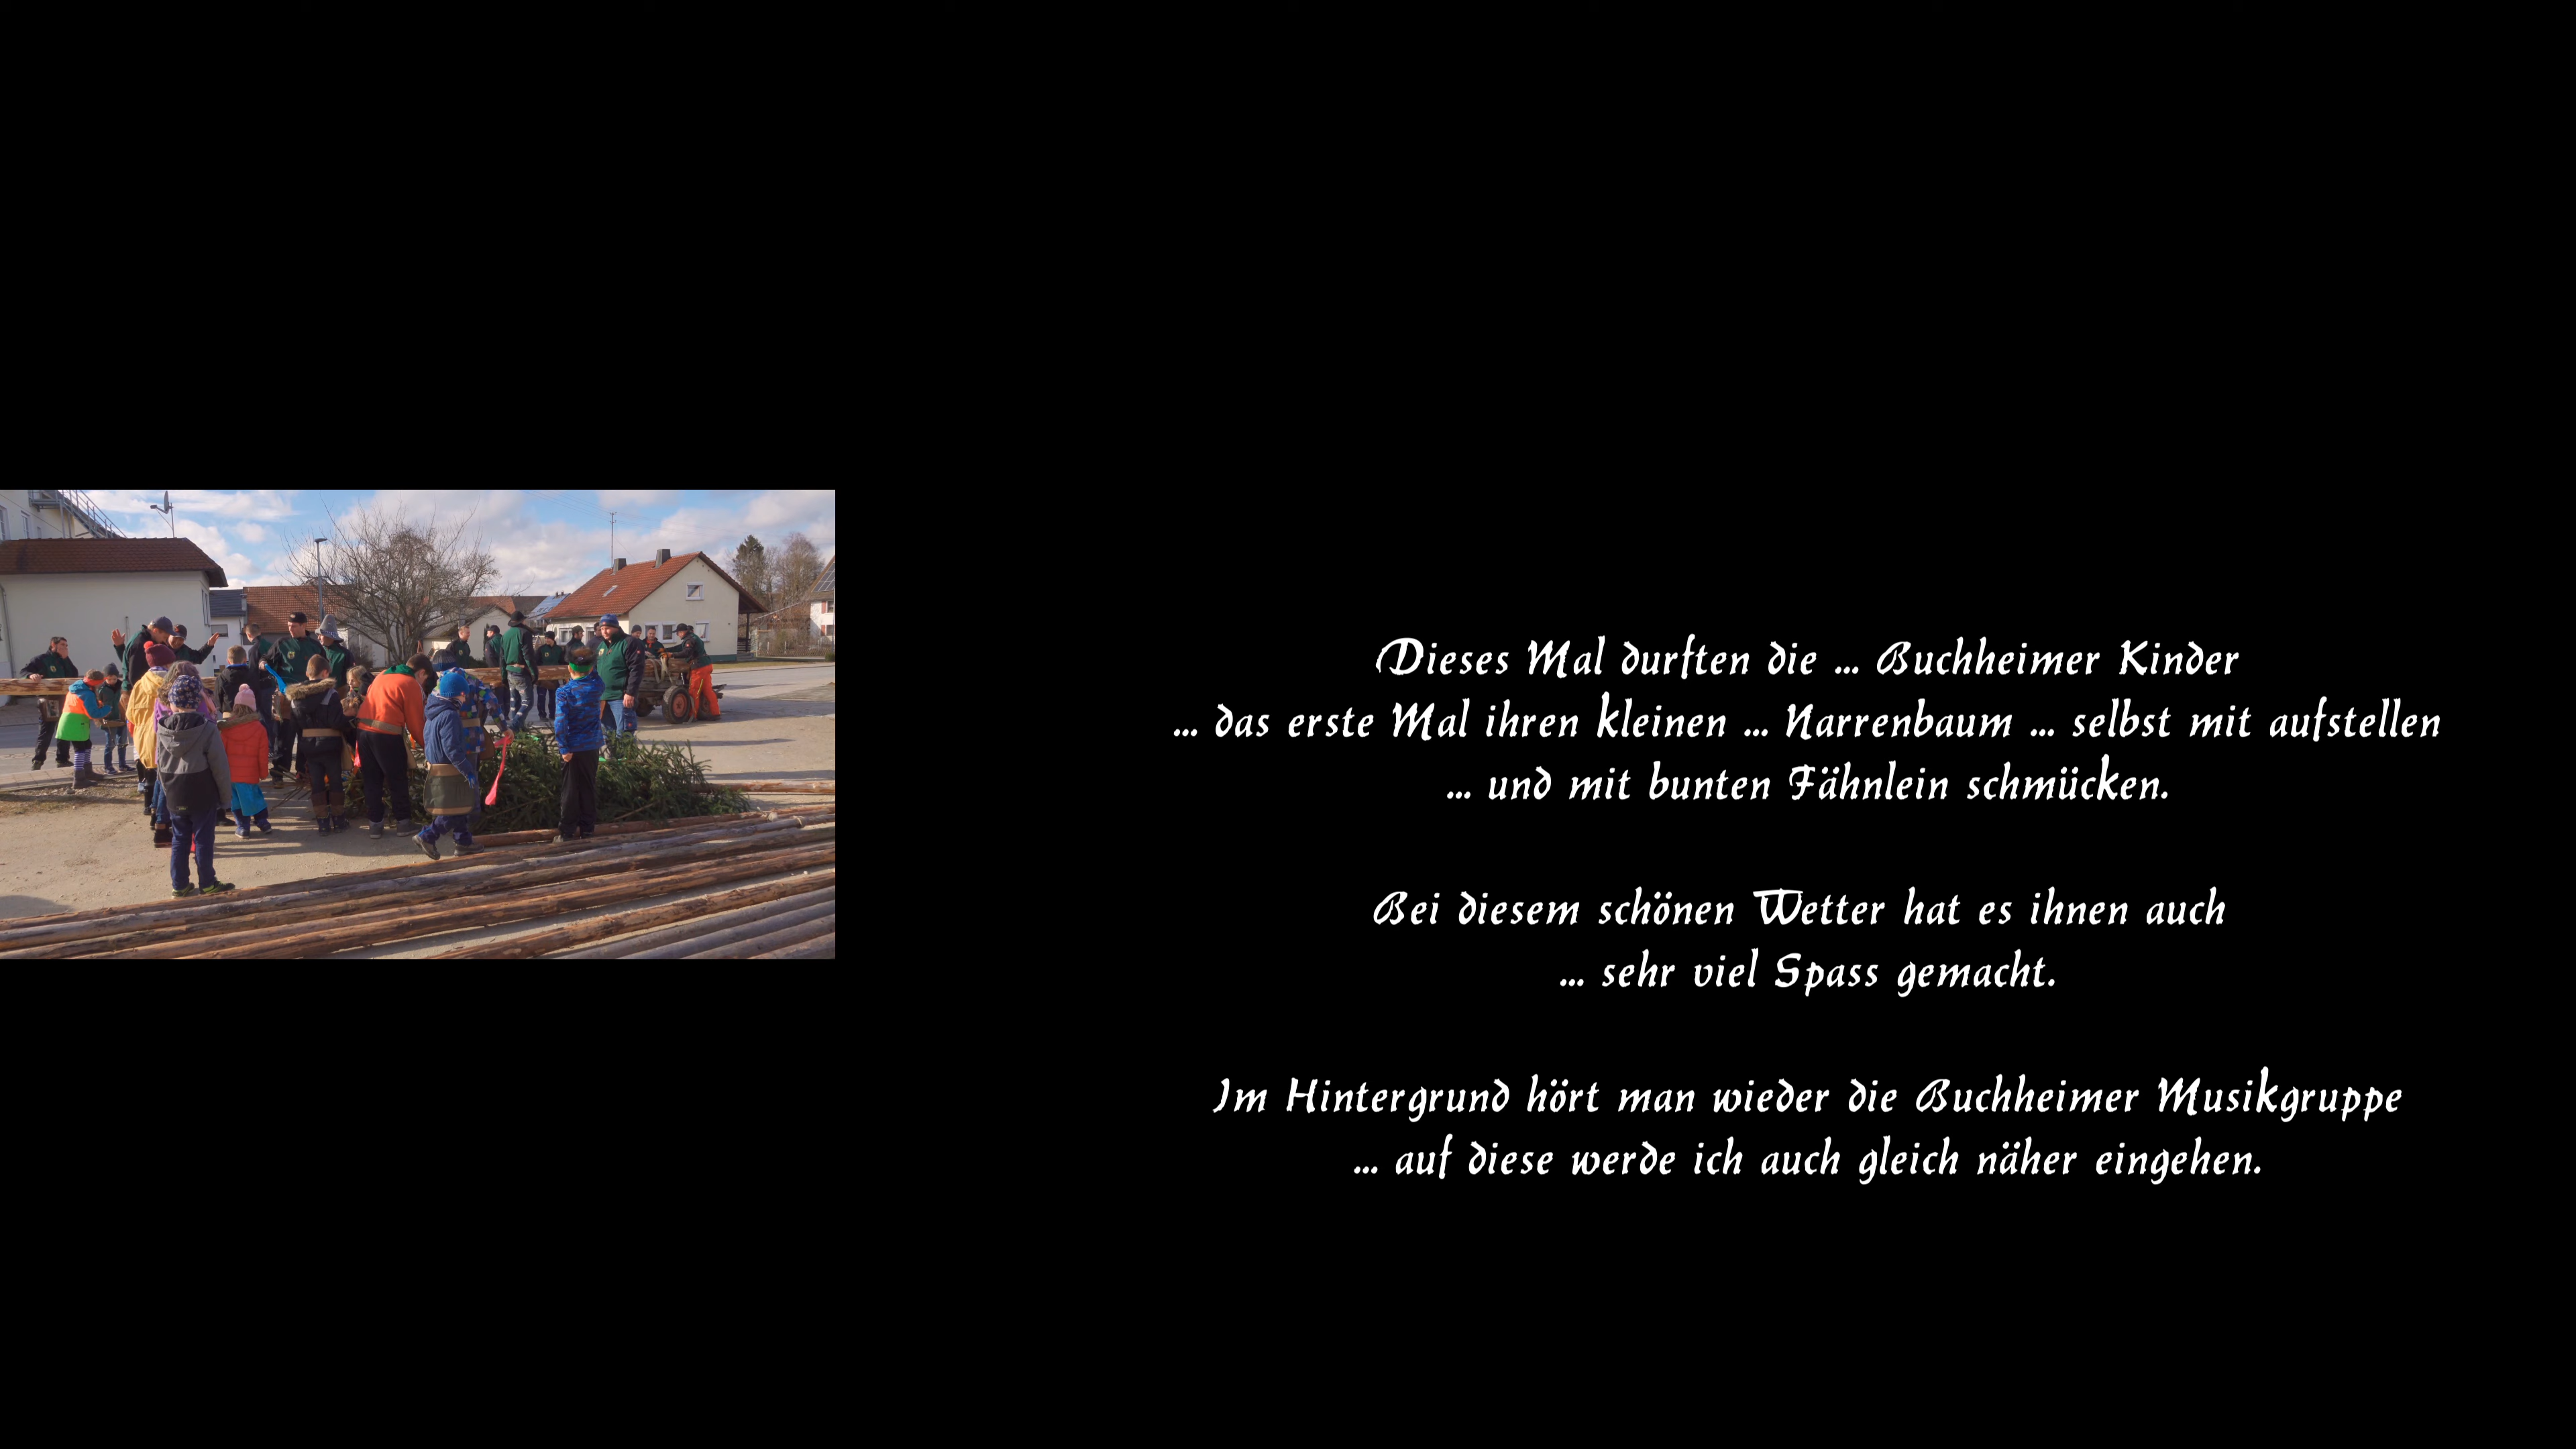 Dieses Mal durften die ... Buchheimer Kinder
... das erste Mal ihren kleinen ... Narrenbaum ... selbst mit aufstellen
... und mit bunten Fähnlein schmücken.
Bei diesem schönen Wetter hat es ihnen auch
... sehr viel Spass gemacht.
Im Hintergrund hört man wieder die Buchheimer Musikgruppe
... auf diese werde ich auch gleich näher eingehen.